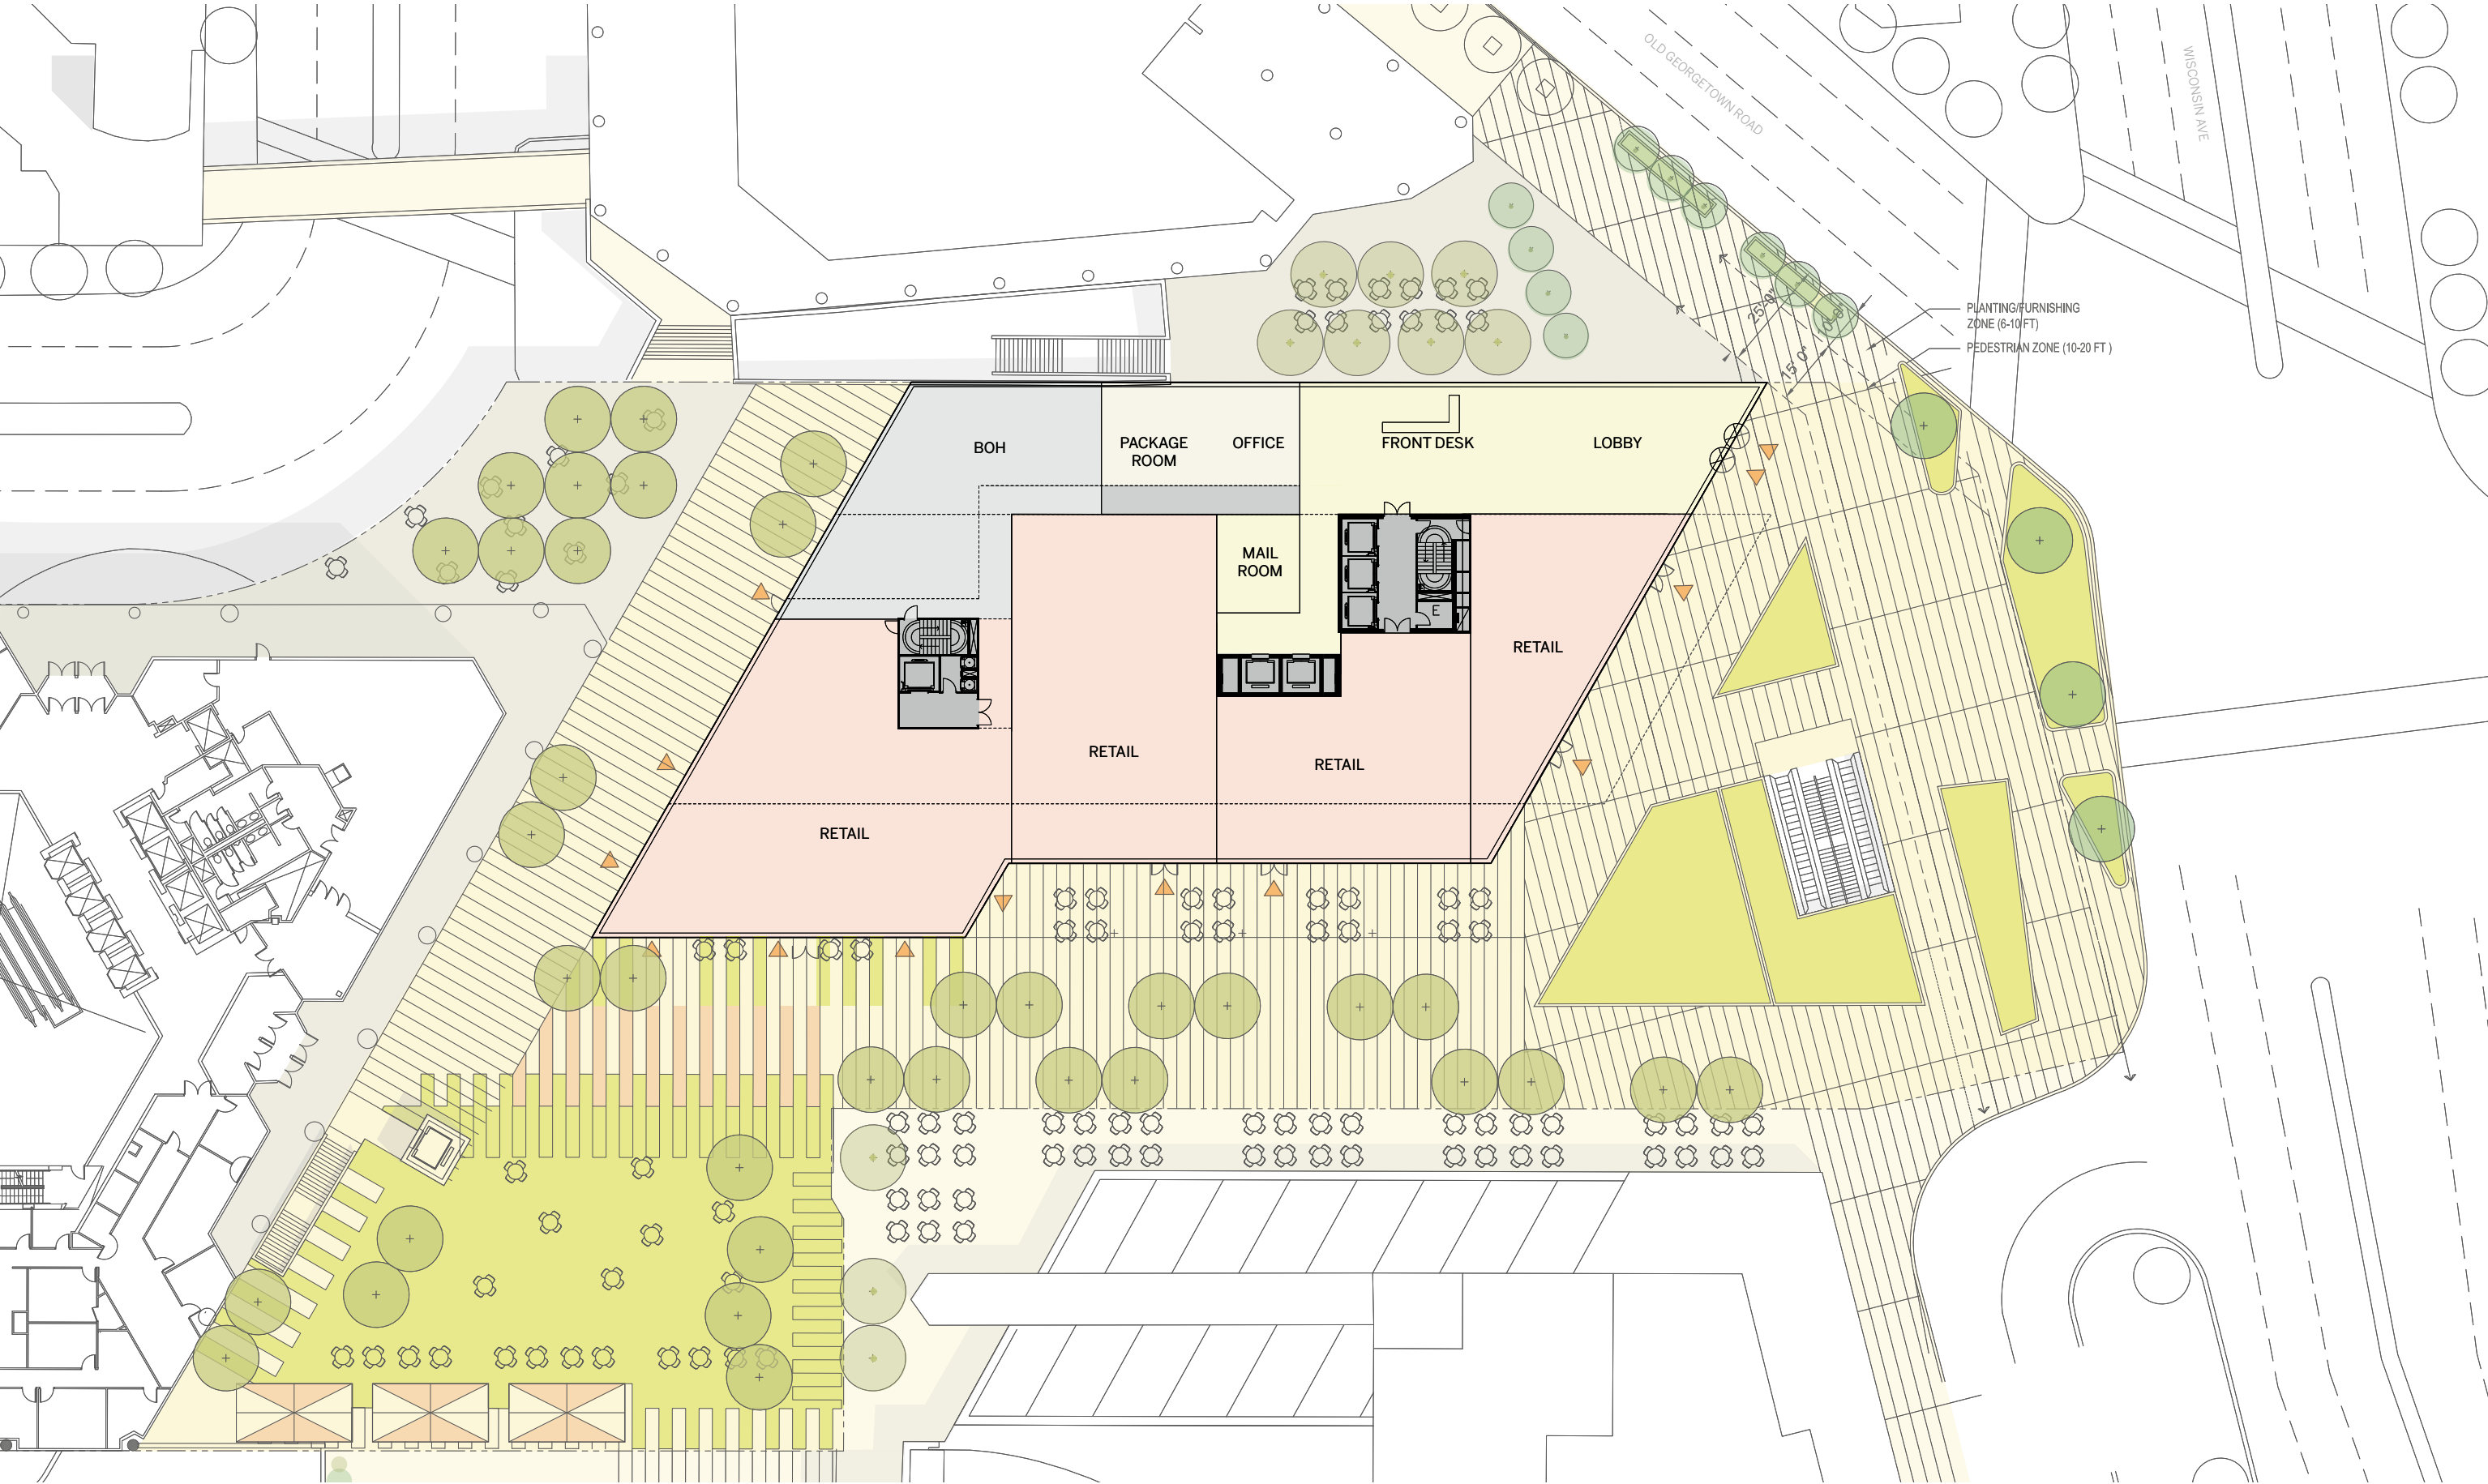 OLD GEORGETOWN ROAD
WISCONSIN AVE
PLANTING/FURNISHING
ZONE (6-10 FT)
PEDESTRIAN ZONE (10-20 FT )
25'-0"
15' 0"
BOH
PACKAGE
ROOM
OFFICE
FRONT DESK
LOBBY
MAIL
ROOM
E
RETAIL
RETAIL
RETAIL
RETAIL